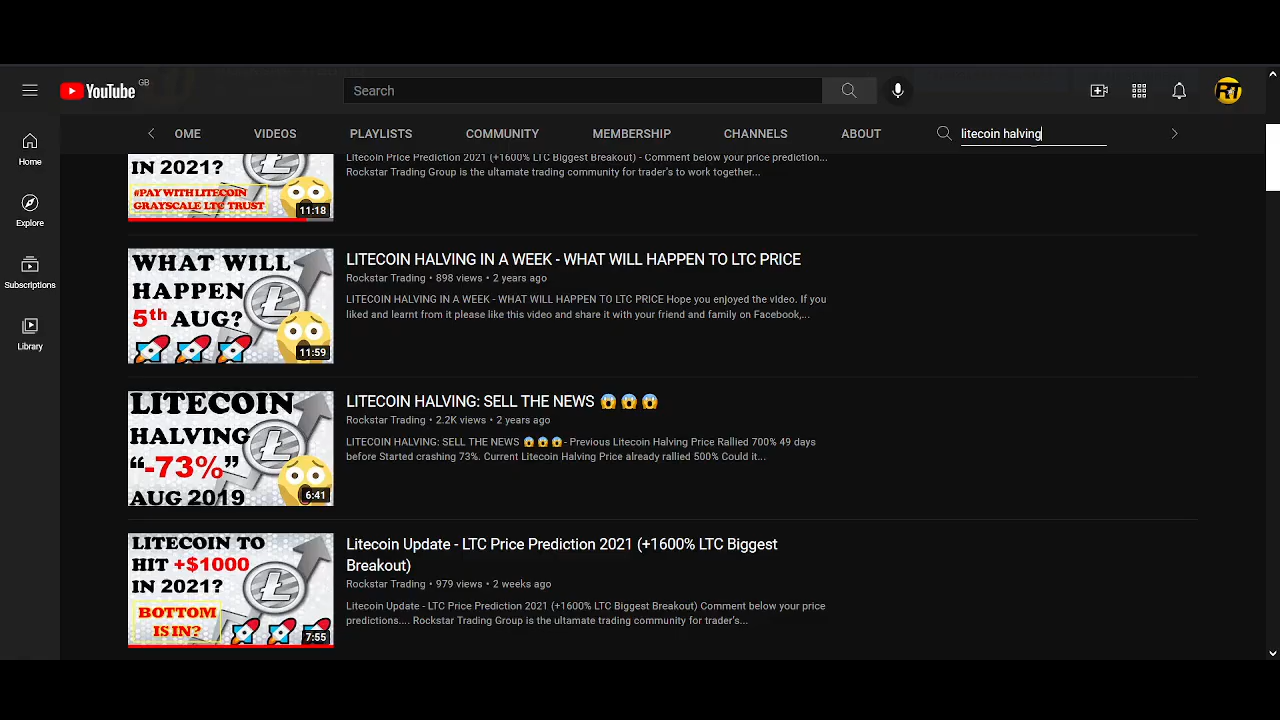 YouTube GB
Search
OME VIDEOS PLAYLISTS COMMUNITY MEMBERSHIP CHANNELS ABOUT litecoin halving
Home
Explore
Subscriptions
Library
IN 2021?
#PAY WITH LITECOIN
GRAYSCALE LTC TRUST
11:18
Litecoin Price Prediction 2021 (+1600% LTC Biggest Breakout) - Comment below your price prediction...
Rockstar Trading Group is the ultamate trading community for trader's to work together...
WHAT WILL
HAPPEN
5th AUG?
11:59
LITECOIN HALVING IN A WEEK - WHAT WILL HAPPEN TO LTC PRICE
Rockstar Trading • 898 views • 2 years ago
LITECOIN HALVING IN A WEEK - WHAT WILL HAPPEN TO LTC PRICE Hope you enjoyed the video. If you
liked and learnt from it please like this video and share it with your friend and family on Facebook,...
LITECOIN
HALVING
“-73%”
AUG 2019
6:41
LITECOIN HALVING: SELL THE NEWS 😱😱😱
Rockstar Trading • 2.2K views • 2 years ago
LITECOIN HALVING: SELL THE NEWS 😱😱😱- Previous Litecoin Halving Price Rallied 700% 49 days
before Started crashing 73%. Current Litecoin Halving Price already rallied 500% Could it...
LITECOIN TO
HIT +$1000
IN 2021?
BOTTOM
IS IN?
7:55
Litecoin Update - LTC Price Prediction 2021 (+1600% LTC Biggest
Breakout)
Rockstar Trading • 979 views • 2 weeks ago
Litecoin Update - LTC Price Prediction 2021 (+1600% LTC Biggest Breakout) Comment below your price
predictions.... Rockstar Trading Group is the ultamate trading community for trader's...